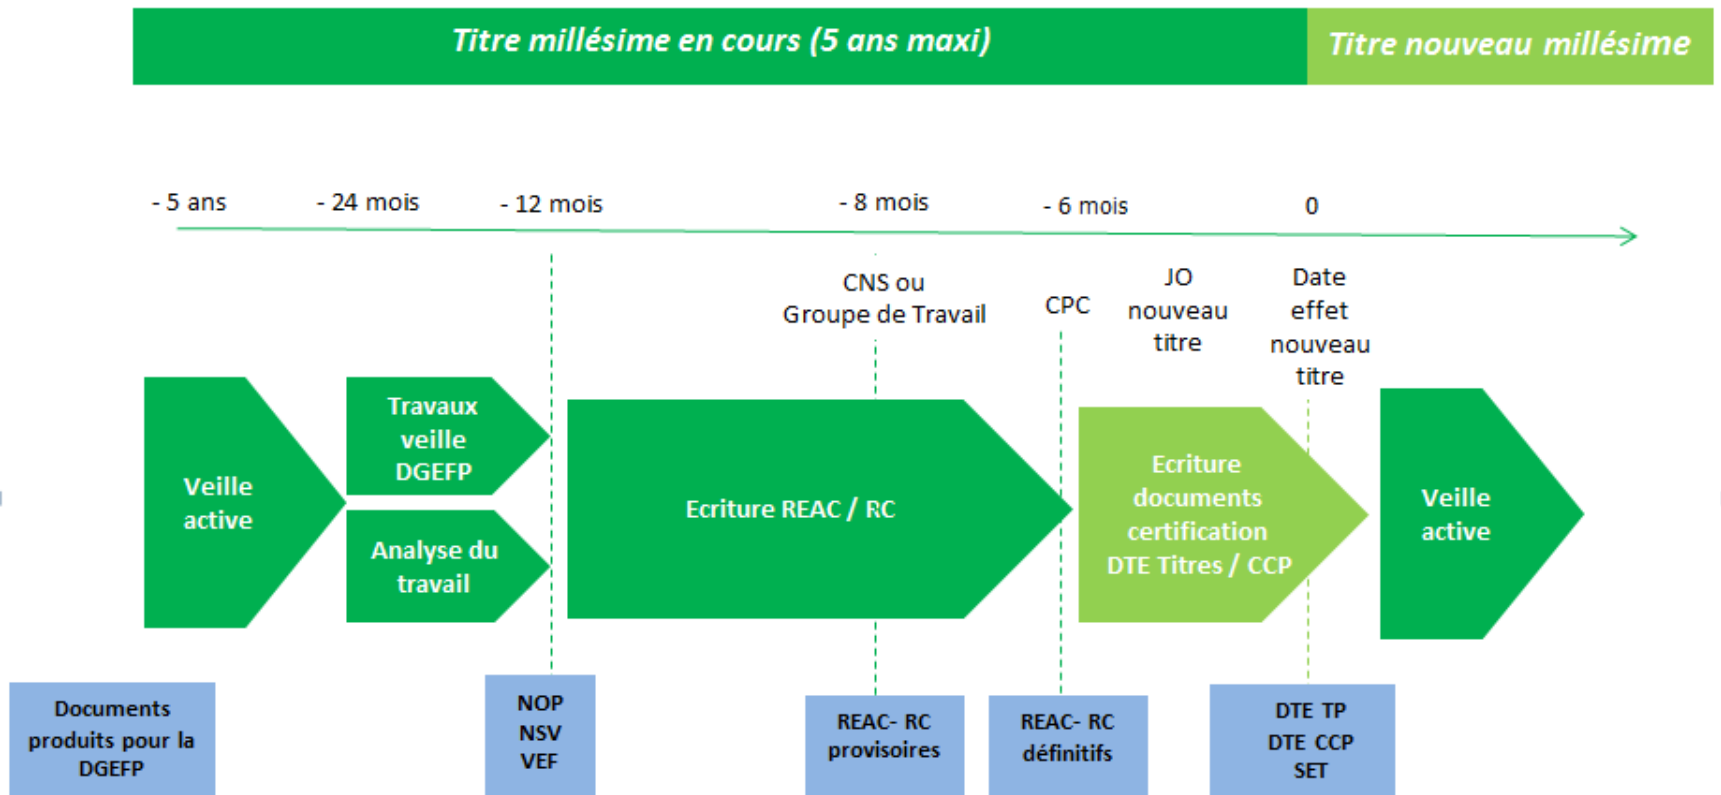 Titre millésime en cours (5 ans maxi)
Titre nouveau millésime
- 5 ans
- 24 mois
- 12 mois
- 8 mois
- 6 mois
0
CNS ou
Groupe de Travail
CPC
JO
nouveau
titre
Date
effet
nouveau
titre
Veille
active
Travaux
veille
DGEFP
Analyse du
travail
Ecriture REAC / RC
Ecriture
documents
certification
DTE Titres / CCP
Veille
active
Documents
produits pour la
DGEFP
NOP
NSV
VEF
REAC- RC
provisoires
REAC- RC
définitifs
DTE TP
DTE CCP
SET